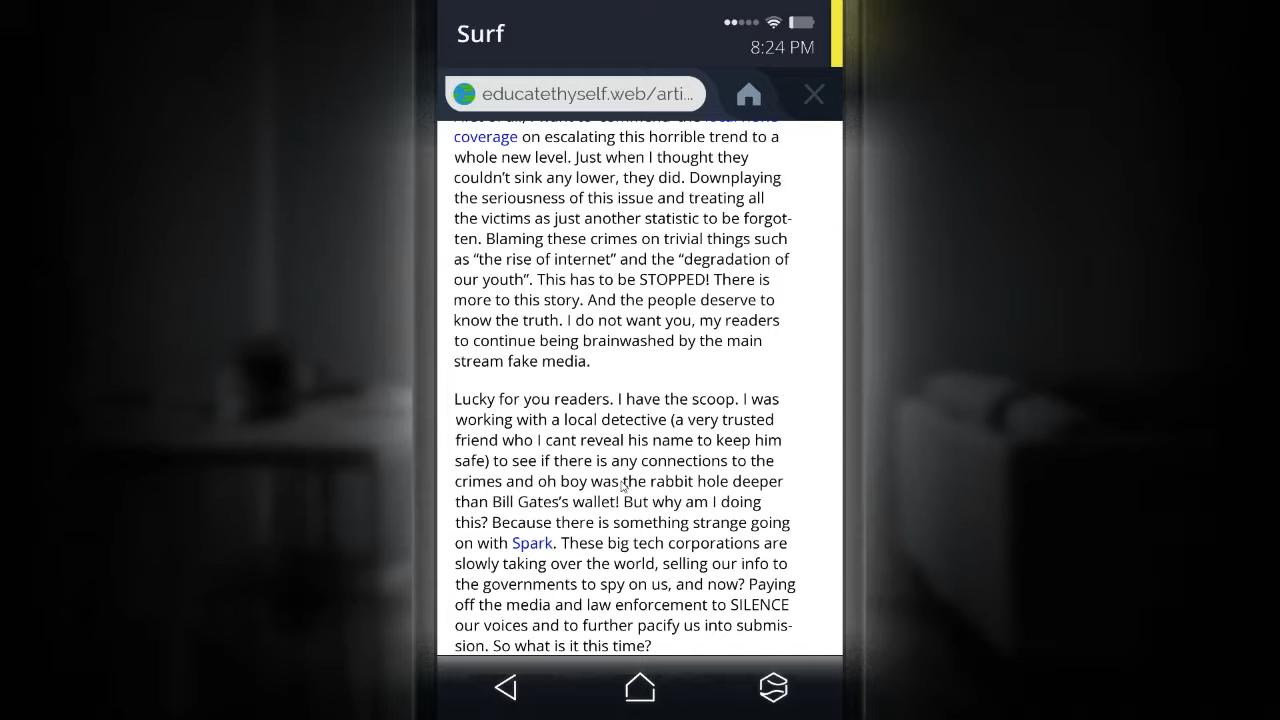 Surf
8:24 PM
educatethyself.web/arti...
coverage on escalating this horrible trend to a
whole new level. Just when I thought they
couldn't sink any lower, they did. Downplaying
the seriousness of this issue and treating all
the victims as just another statistic to be forgot-
ten. Blaming these crimes on trivial things such
as “the rise of internet” and the “degradation of
our youth”. This has to be STOPPED! There is
more to this story. And the people deserve to
know the truth. I do not want you, my readers
to continue being brainwashed by the main
stream fake media.
Lucky for you readers. I have the scoop. I was
working with a local detective (a very trusted
friend who I cant reveal his name to keep him
safe) to see if there is any connections to the
crimes and oh boy was the rabbit hole deeper
than Bill Gates’s wallet! But why am I doing
this? Because there is something strange going
on with Spark. These big tech corporations are
slowly taking over the world, selling our info to
the governments to spy on us, and now? Paying
off the media and law enforcement to SILENCE
our voices and to further pacify us into submis-
sion. So what is it this time?